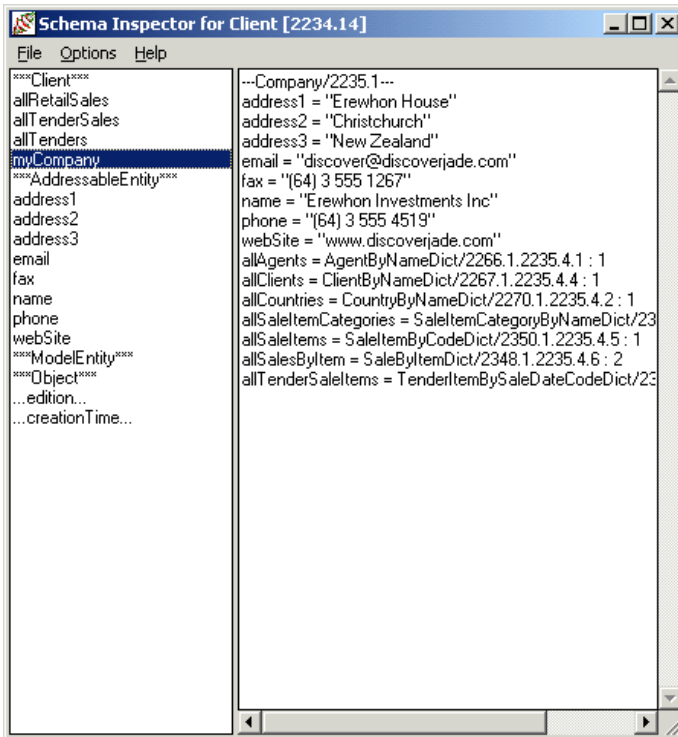 Schema Inspector for Client [2234.14]
File Options Help
***Client***
allRetailSales
allTenderSales
allTenders
myCompany
***AddressableEntity***
address1
address2
address3
email
fax
name
phone
webSite
***ModelEntity***
***Object***
...edition...
...creationTime...
---Company/2235.1---
address1 = "Erewhon House"
address2 = "Christchurch"
address3 = "New Zealand"
email = "discover@discoverjade.com"
fax = "(64) 3 555 1267"
name = "Erewhon Investments Inc"
phone = "(64) 3 555 4519"
webSite = "www.discoverjade.com"
allAgents = AgentByNameDict/2266.1.2235.4.1 : 1
allClients = ClientByNameDict/2267.1.2235.4.4 : 1
allCountries = CountryByNameDict/2270.1.2235.4.2 : 1
allSaleItemCategories = SaleItemCategoryByNameDict/23
allSaleItems = SaleItemByCodeDict/2350.1.2235.4.5 : 1
allSalesByItem = SaleByItemDict/2348.1.2235.4.6 : 2
allTenderSaleItems = TenderItemBySaleDateCodeDict/23